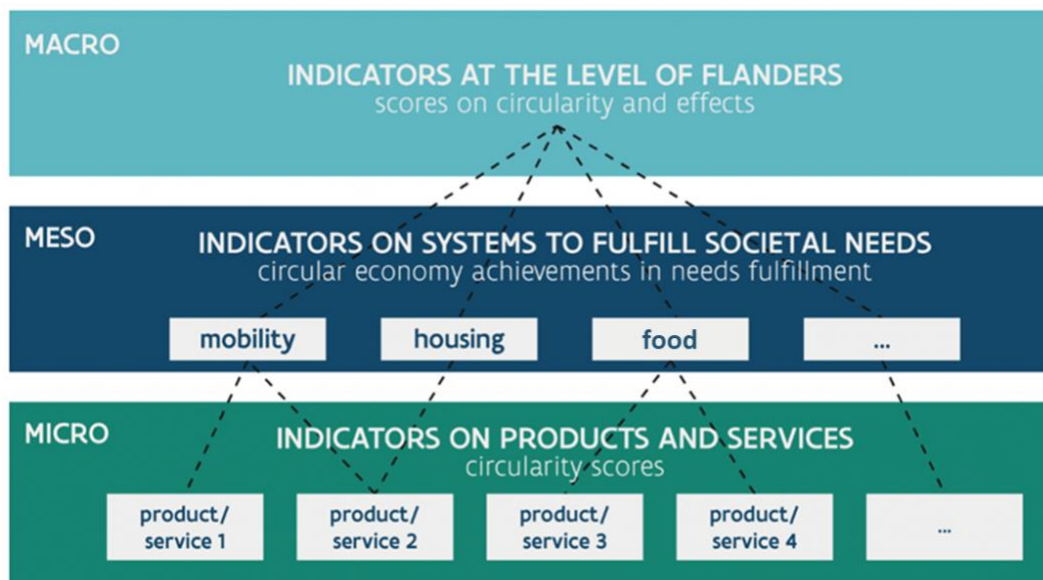 MACRO
INDICATORS AT THE LEVEL OF FLANDERS
scores on circularity and effects
MESO
INDICATORS ON SYSTEMS TO FULFILL SOCIETAL NEEDS
circular economy achievements in needs fulfillment
mobility
housing
food
...
MICRO
INDICATORS ON PRODUCTS AND SERVICES
circularity scores
product/
service 1
product/
service 2
product/
service 3
product/
service 4
...